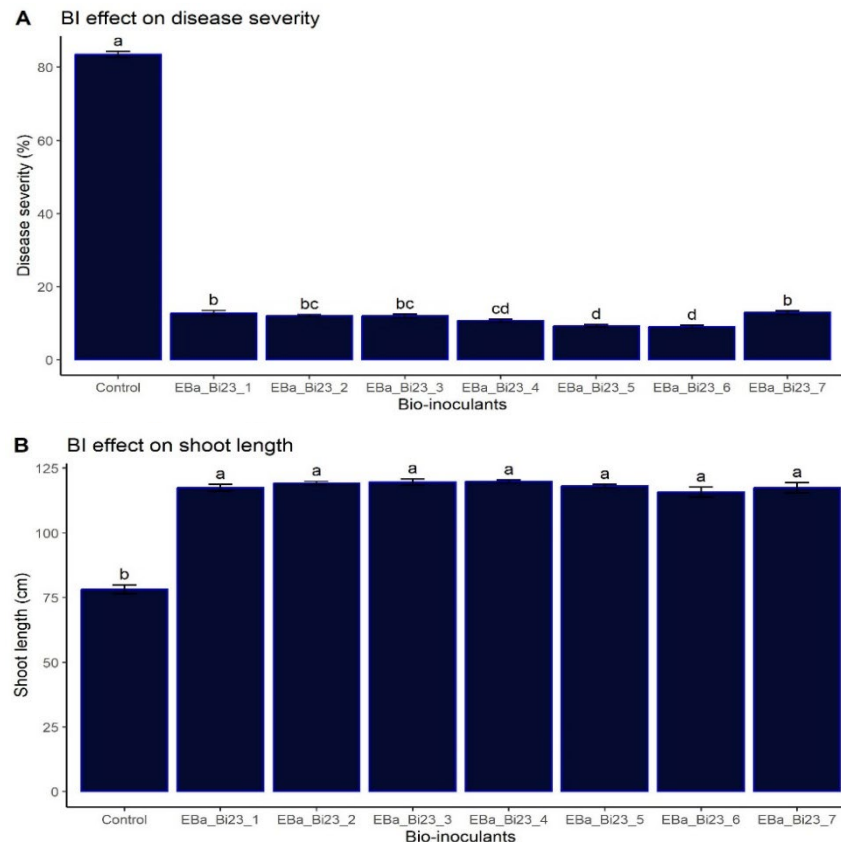 A BI effect on disease severity
a
80
60
Disease severity (%)
40
20
b bc bc cd d d b
0
Control EBa_Bi23_1 EBa_Bi23_2 EBa_Bi23_3 EBa_Bi23_4 EBa_Bi23_5 EBa_Bi23_6 EBa_Bi23_7
Bio-inoculants
B BI effect on shoot length
125
a a a a a a a
100
b
75
Shoot length (cm)
50
25
0
Control EBa_Bi23_1 EBa_Bi23_2 EBa_Bi23_3 EBa_Bi23_4 EBa_Bi23_5 EBa_Bi23_6 EBa_Bi23_7
Bio-inoculants